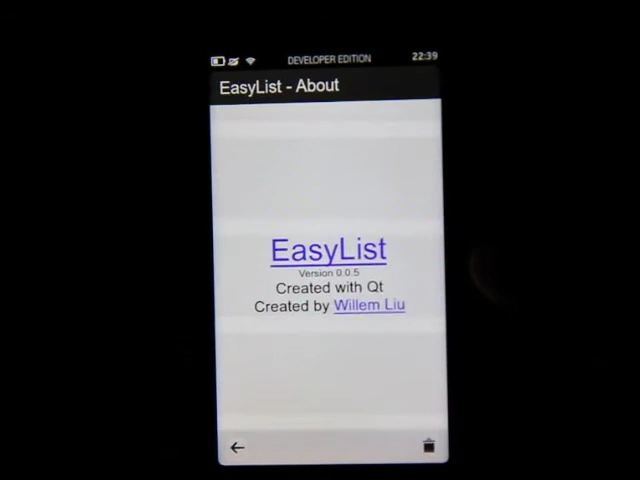 DEVELOPER EDITION 22:39
EasyList - About
EasyList
Version 0.0.5
Created with Qt
Created by Willem Liu